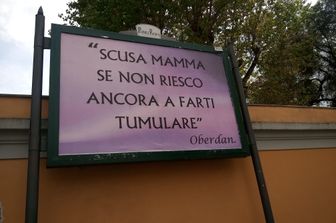 "SCUSA MAMMA
SE NON RIESCO
ANCORA A FARTI
TUMULARE"
Oberdan.